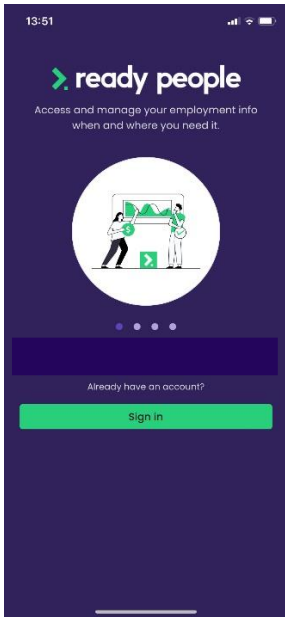 13:51
ready people
Access and manage your employment info
when and where you need it.
$
Already have an account?
Sign in